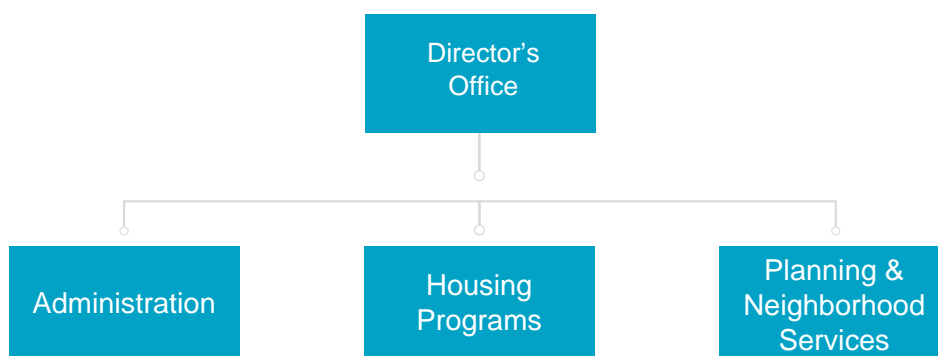 Director’s
Office
Administration
Housing
Programs
Planning &
Neighborhood
Services